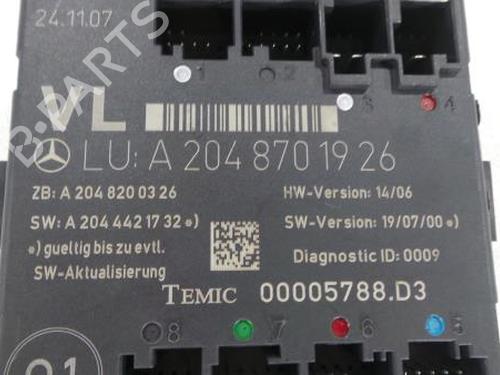 24.11.07
1 2 3 4
VL
LU: A 204 870 19 26
ZB: A 204 820 03 26
HW-Version: 14/06
SW: A 204 442 17 32 *)
SW-Version: 19/07/00 *)
*) gueltig bis zu evtl.
SW-Aktualisierung
Diagnostic ID: 0009
TEMIC 00005788.D3
8 7 6 5
01
B-PARTS